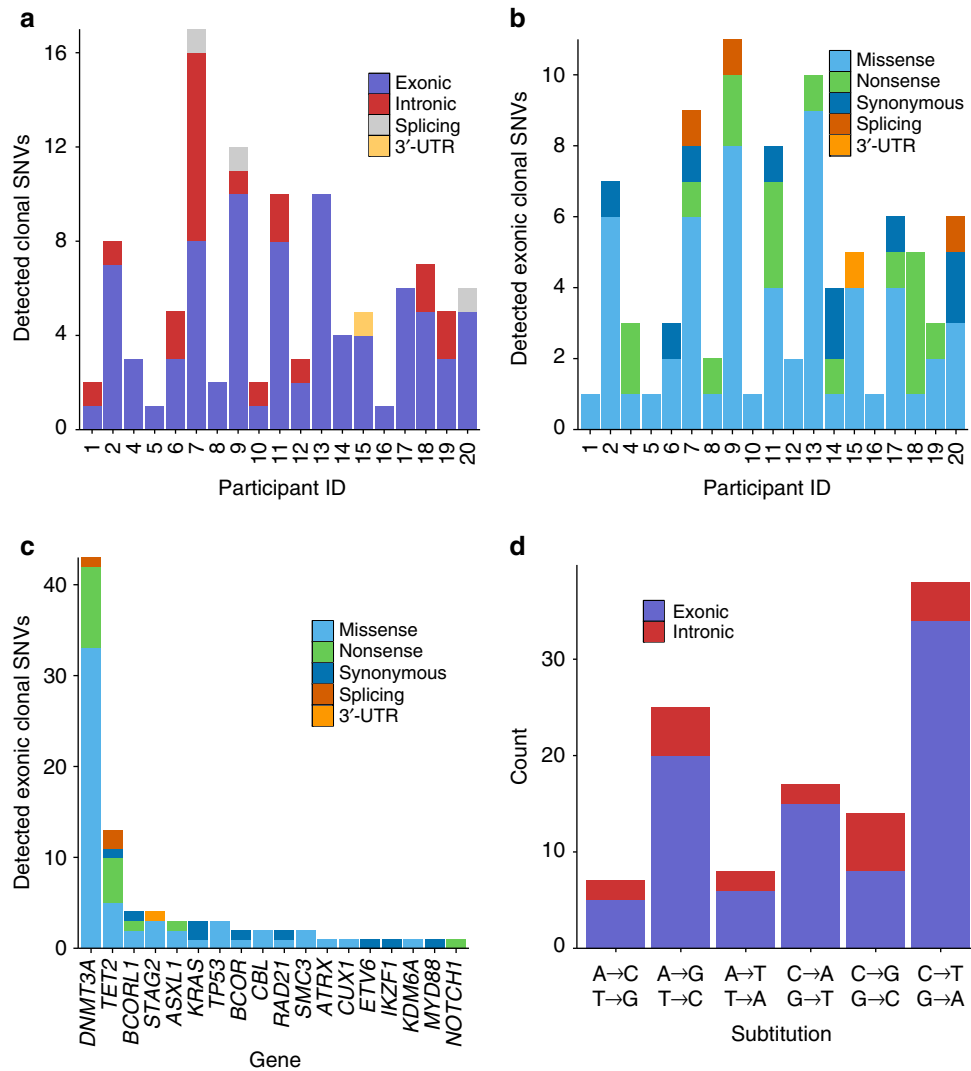 a
Detected clonal SNVs
16
12
8
4
0
Exonic
Intronic
Splicing
3′-UTR
1 2 4 5 6 7 8 9 10 11 12 13 14 15 16 17 18 19 20
Participant ID
b
Detected exonic clonal SNVs
10
8
6
4
2
0
Missense
Nonsense
Synonymous
Splicing
3′-UTR
1 2 4 5 6 7 8 9 10 11 12 13 14 15 16 17 18 19 20
Participant ID
c
Detected exonic clonal SNVs
40
30
20
10
0
Missense
Nonsense
Synonymous
Splicing
3′-UTR
DNMT3A
TET2
BCORL1
STAG2
ASXL1
KRAS
TP53
BCOR
CBL
RAD21
SMC3
ATRX
CUX1
ETV6
IKZF1
KDM6A
MYD88
NOTCH1
Gene
d
Count
30
20
10
0
Exonic
Intronic
A→C A→G A→T C→A C→G C→T
T→G T→C T→A G→T G→C G→A
Subtitution